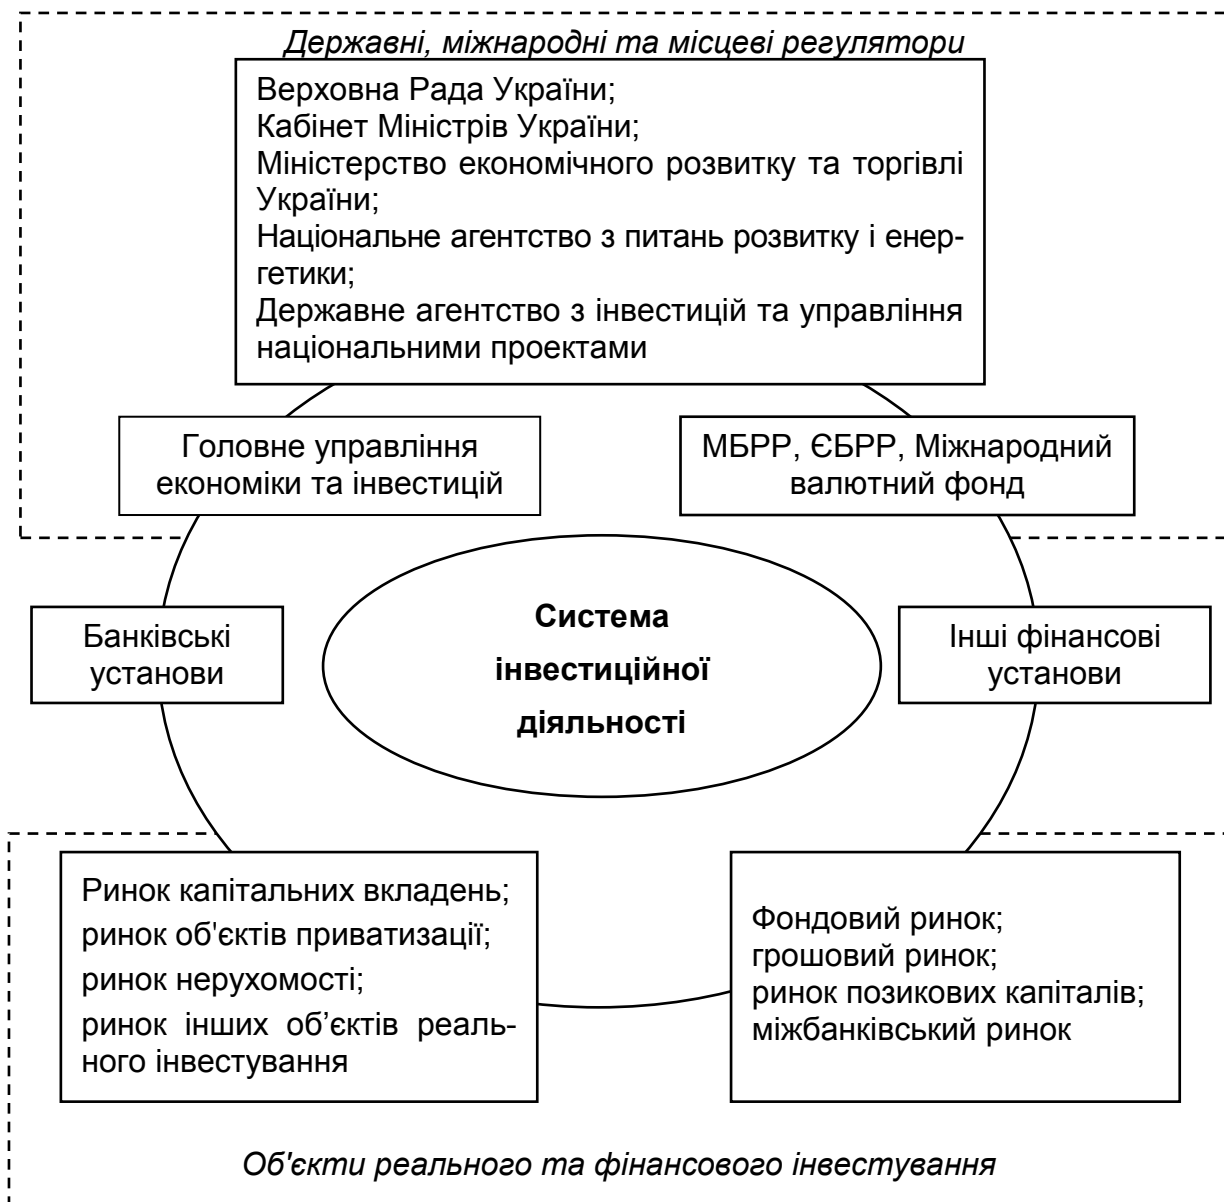 Державні, міжнародні та місцеві регулятори
Верховна Рада України;
Кабінет Міністрів України;
Міністерство економічного розвитку та торгівлі
України;
Національне агентство з питань розвитку і енер-
гетики;
Державне агентство з інвестицій та управління
національними проектами
Головне управління
економіки та інвестицій
МБРР, ЄБРР, Міжнародний
валютний фонд
Банківські
установи
Система
інвестиційної
діяльності
Інші фінансові
установи
Ринок капітальних вкладень;
ринок об'єктів приватизації;
ринок нерухомості;
ринок інших об’єктів реаль-
ного інвестування
Фондовий ринок;
грошовий ринок;
ринок позикових капіталів;
міжбанківський ринок
Об'єкти реального та фінансового інвестування